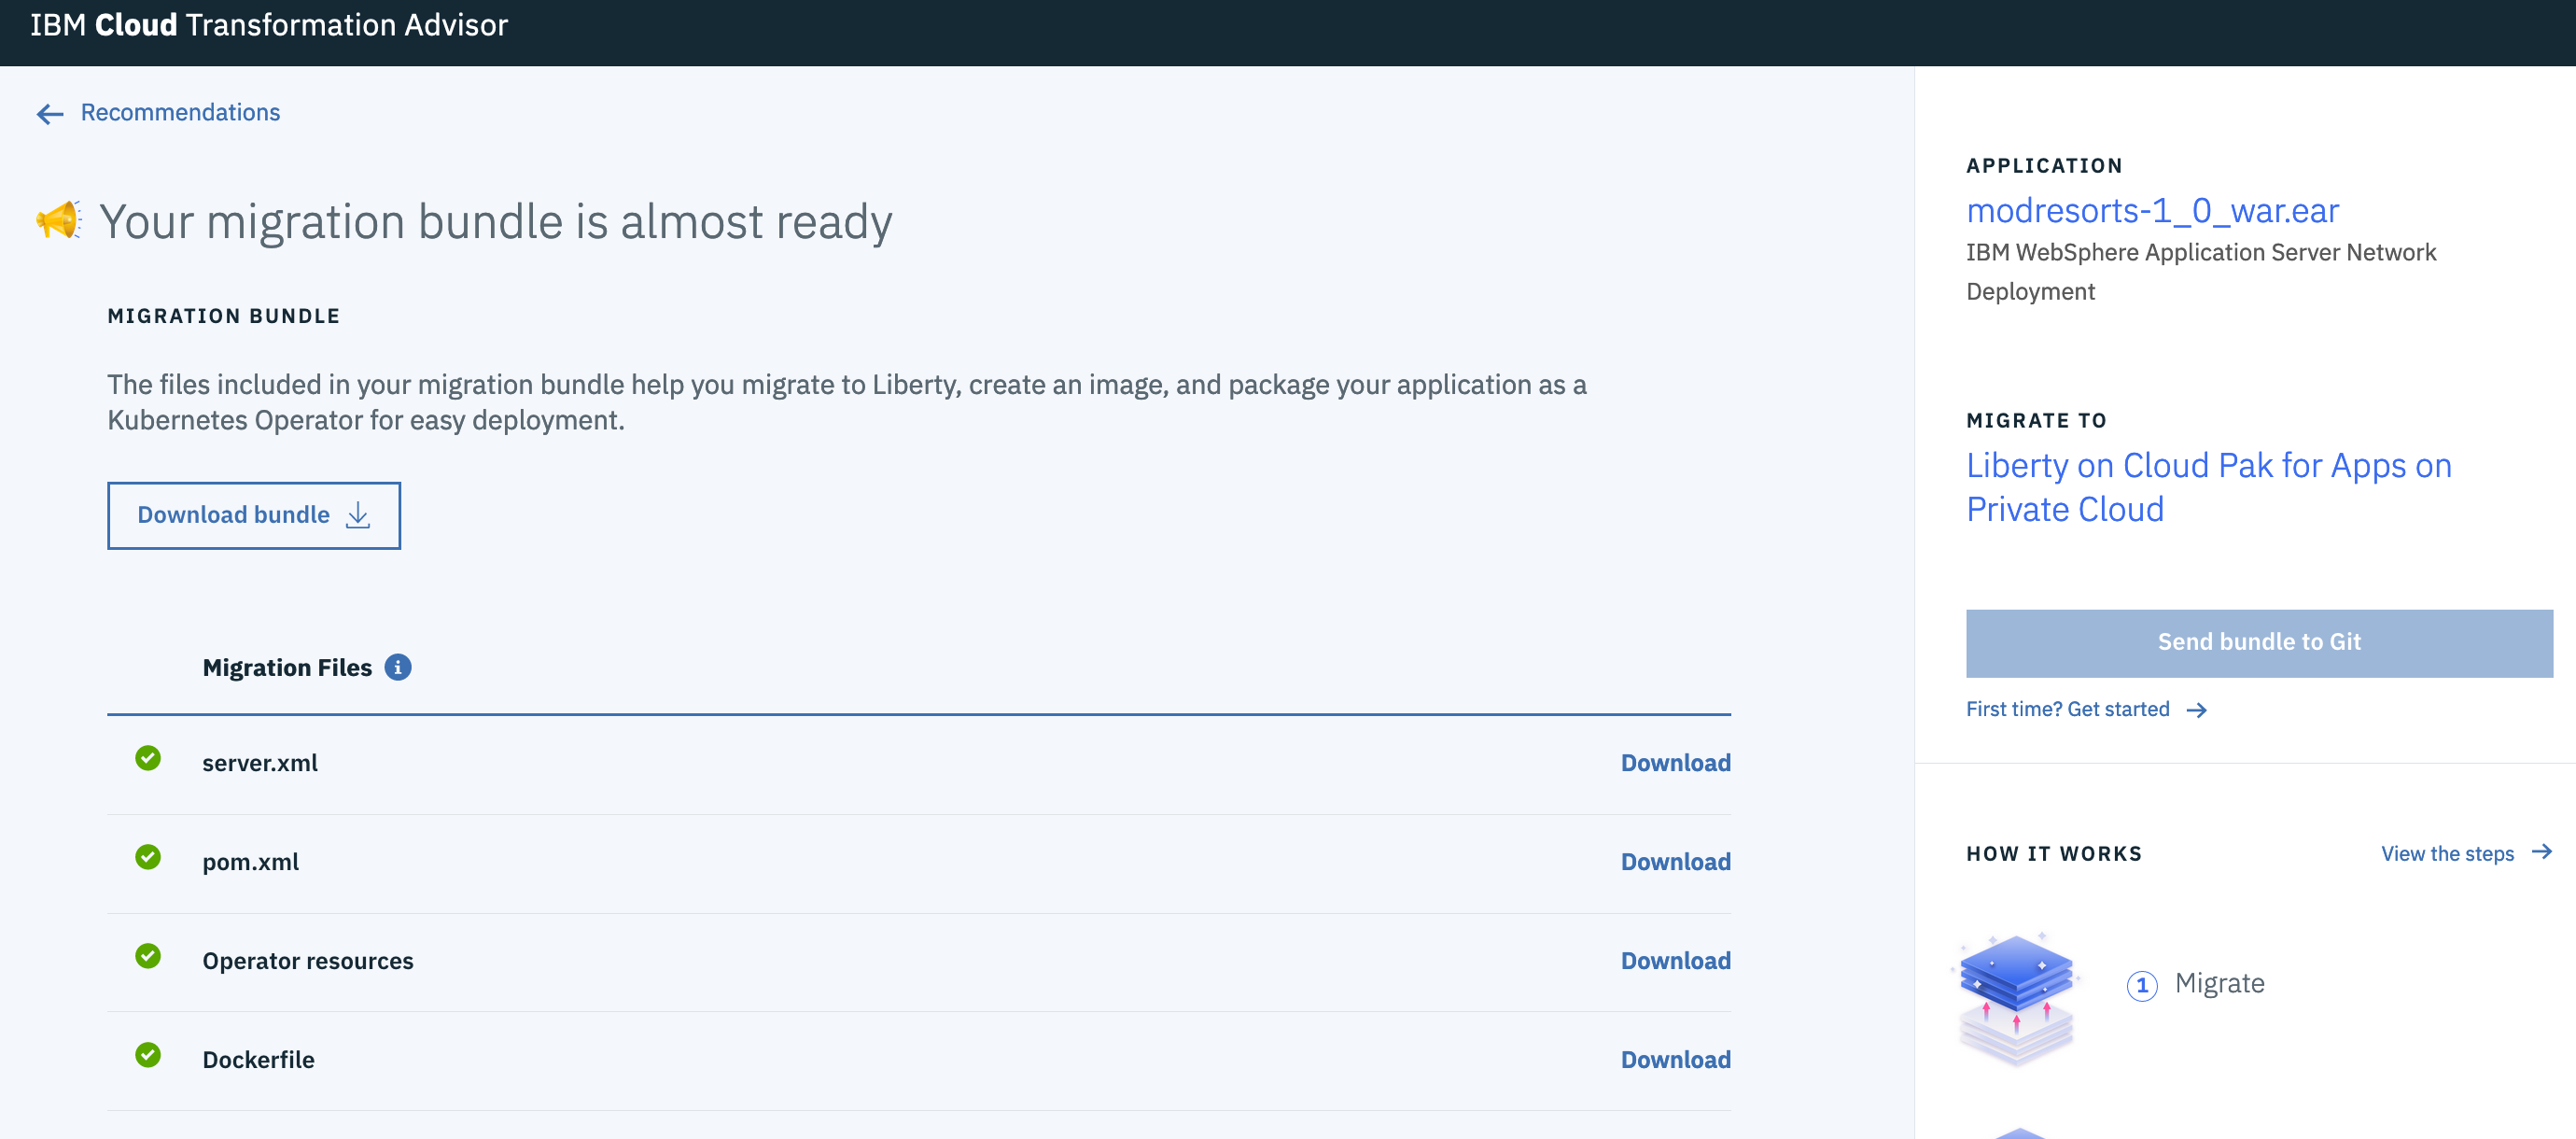 IBM Cloud Transformation Advisor
Recommendations
Your migration bundle is almost ready
MIGRATION BUNDLE
The files included in your migration bundle help you migrate to Liberty, create an image, and package your application as a
Kubernetes Operator for easy deployment.
Download bundle
Migration Files
server.xml Download
pom.xml Download
Operator resources Download
Dockerfile Download
APPLICATION
modresorts-1_0_war.ear
IBM WebSphere Application Server Network
Deployment
MIGRATE TO
Liberty on Cloud Pak for Apps on
Private Cloud
Send bundle to Git
First time? Get started
HOW IT WORKS View the steps
1 Migrate